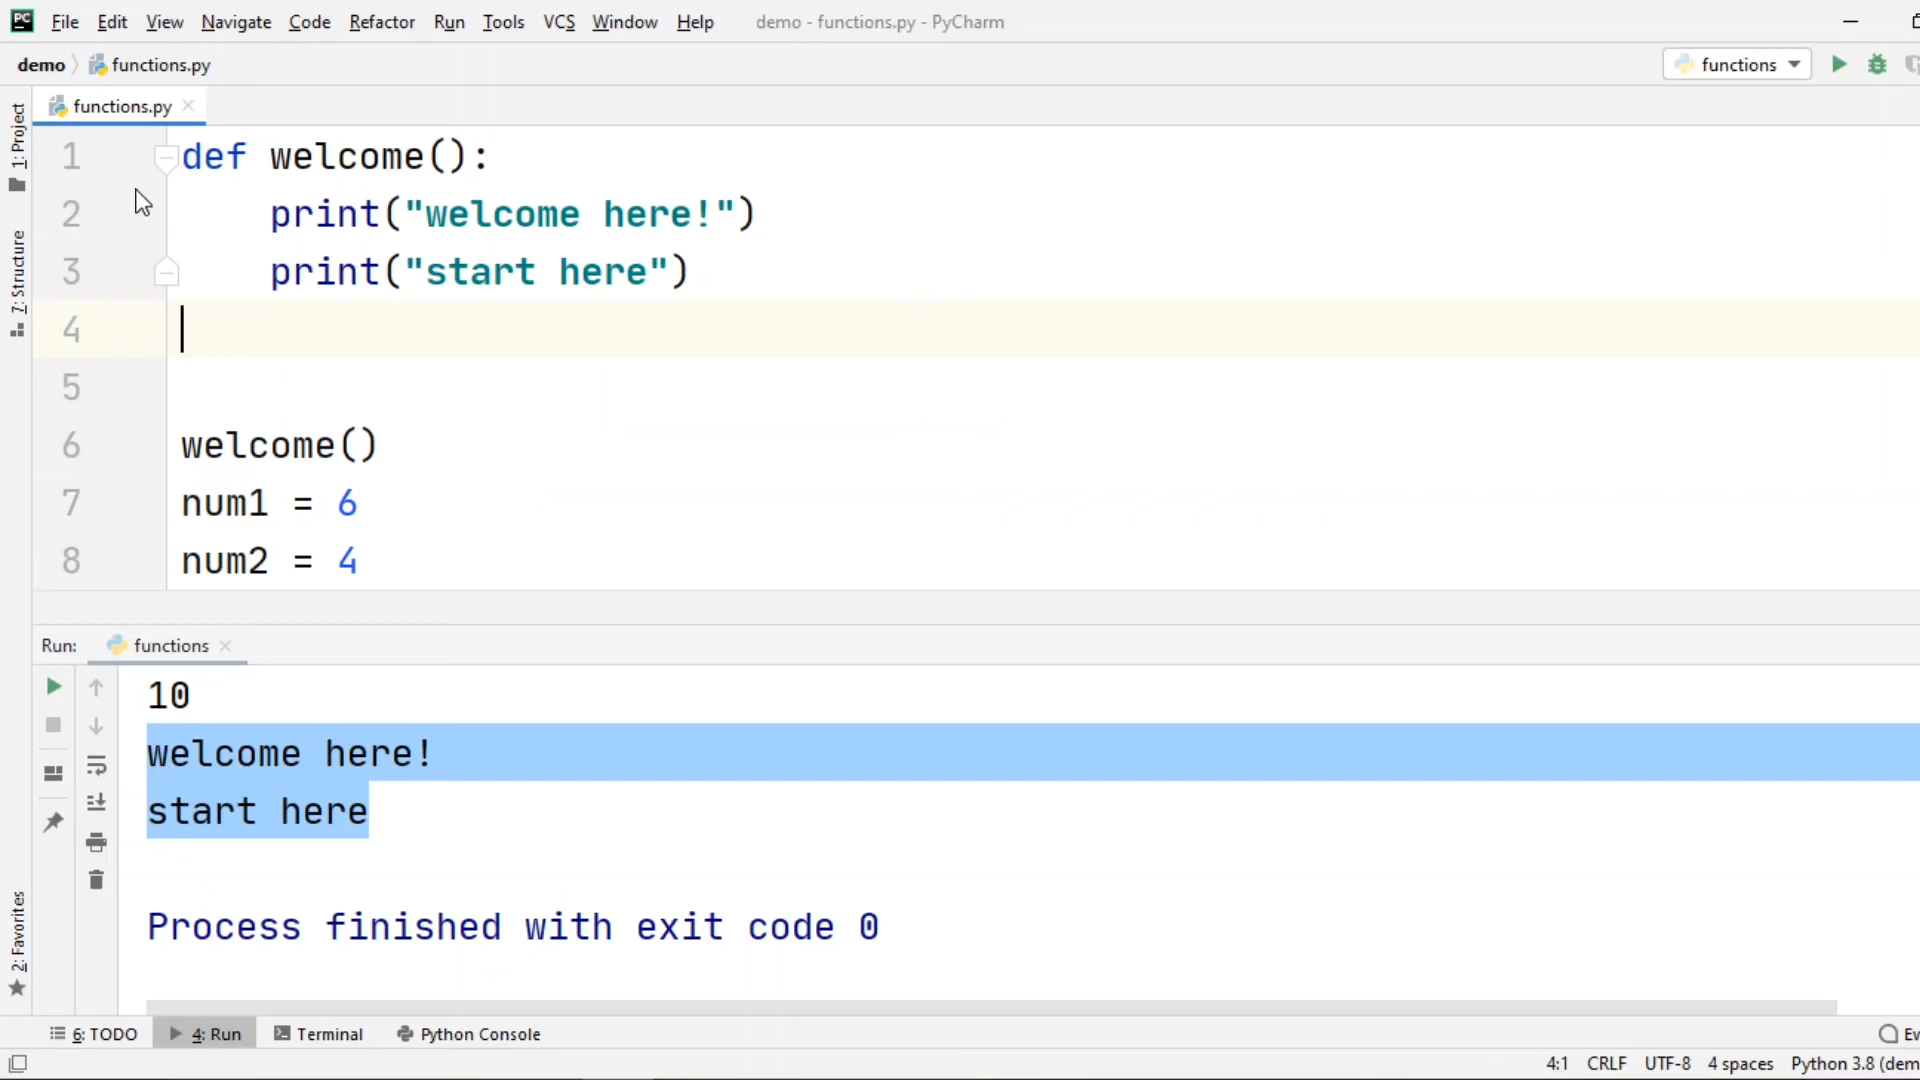 PC File Edit View Navigate Code Refactor Run Tools VCS Window Help demo - functions.py - PyCharm
demo functions.py functions
functions.py
1: Project
7: Structure
2: Favorites
1 def welcome():
2     print("welcome here!")
3     print("start here")
4
5
6 welcome()
7 num1 = 6
8 num2 = 4
Run: functions
10
welcome here!
start here
Process finished with exit code 0
6: TODO 4: Run Terminal Python Console Ev
4:1 CRLF UTF-8 4 spaces Python 3.8 (dem